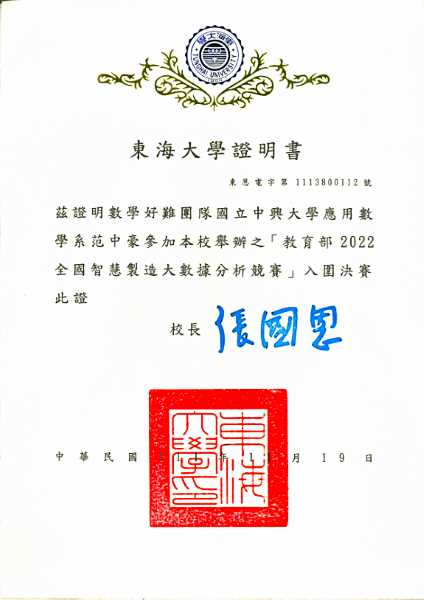 東海大學
TUNGHAI UNIVERSITY
東海大學證明書
東恩電字第 1113800112 號
茲證明數學好難團隊國立中興大學應用數
學系范中豪參加本校舉辦之「教育部 2022
全國智慧製造大數據分析競賽」入圍決賽
此證
校長 張國恩
東海大學印
中華民國 年 月 19 日